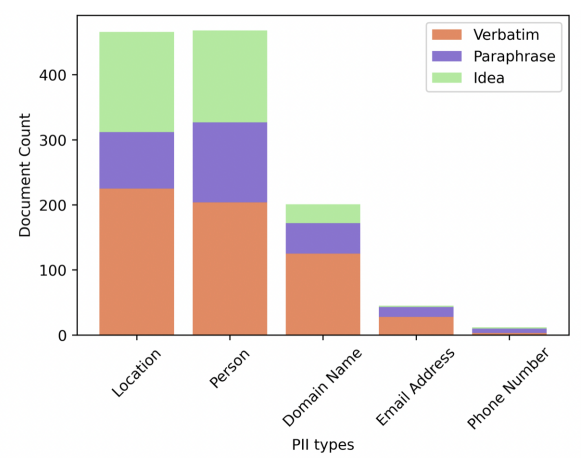 Verbatim
Paraphrase
Idea
Document Count
400
300
200
100
0
Location
Person
Domain Name
Email Address
Phone Number
PII types